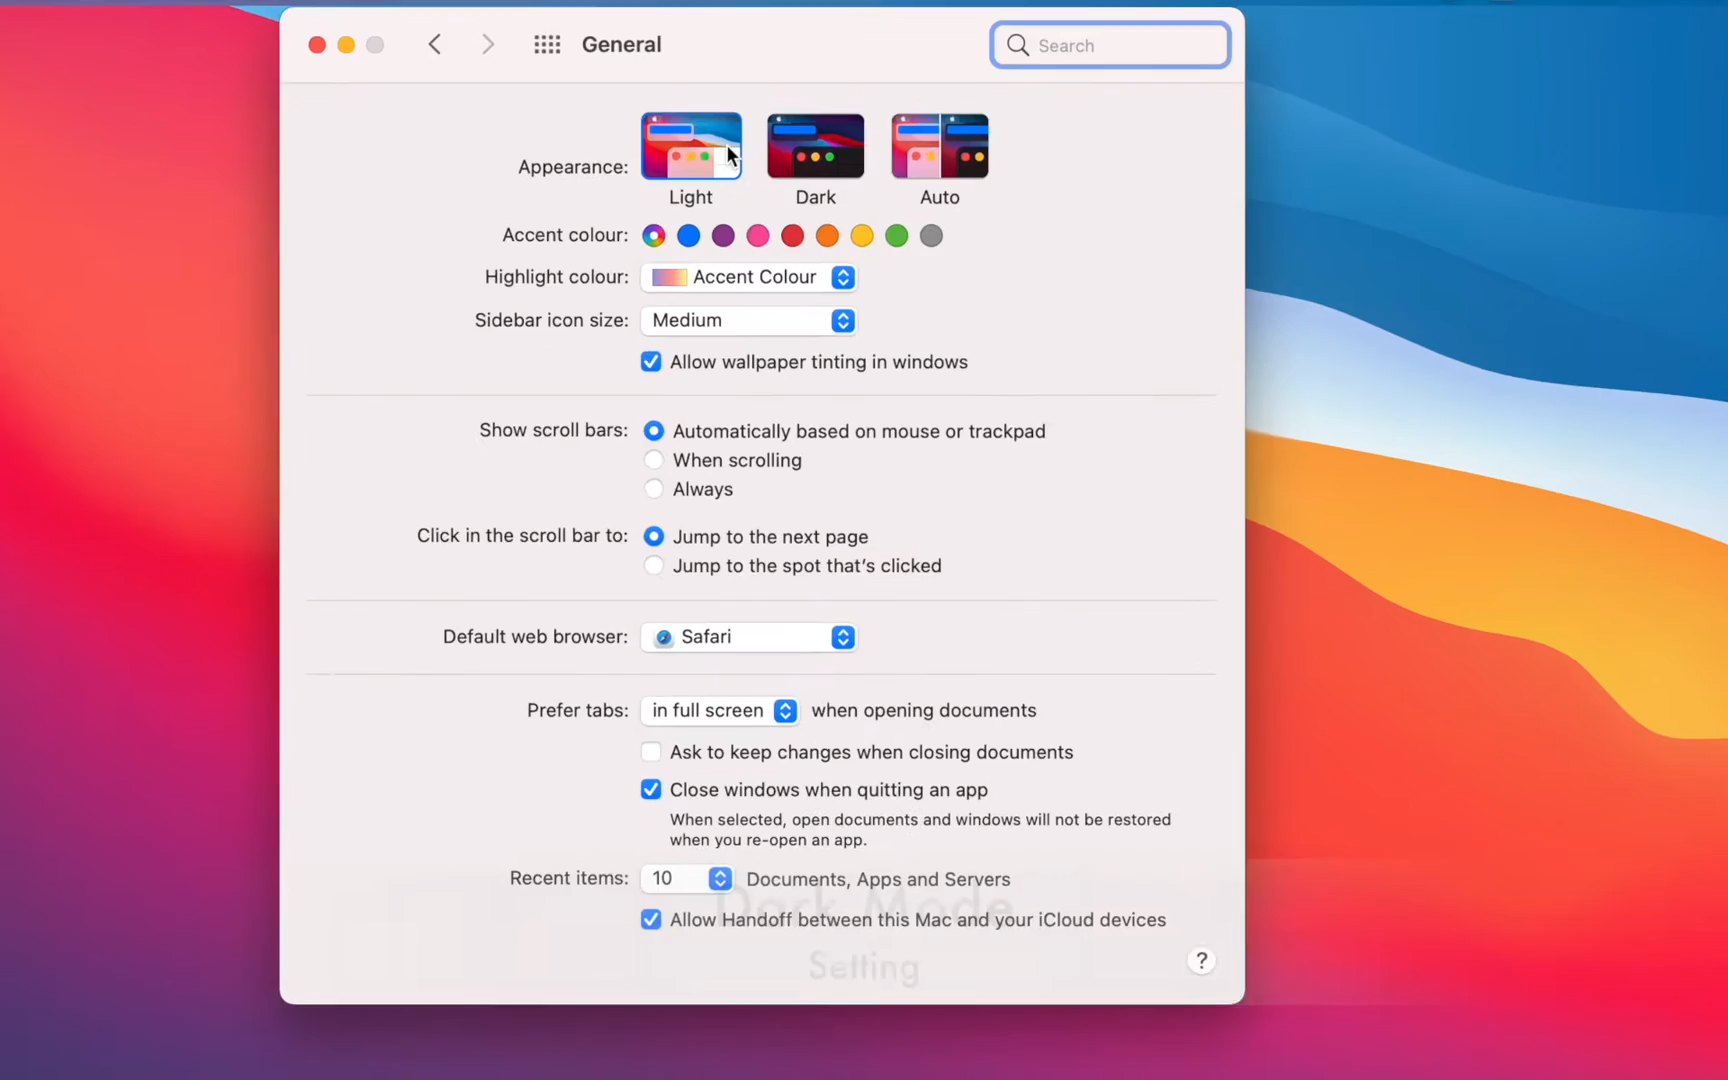 General
Search
Appearance:
Light
Dark
Auto
Accent colour:
Highlight colour: Accent Colour
Sidebar icon size: Medium
Allow wallpaper tinting in windows
Show scroll bars: Automatically based on mouse or trackpad
When scrolling
Always
Click in the scroll bar to: Jump to the next page
Jump to the spot that's clicked
Default web browser: Safari
Prefer tabs: in full screen when opening documents
Ask to keep changes when closing documents
Close windows when quitting an app
When selected, open documents and windows will not be restored
when you re-open an app.
Recent items: 10 Documents, Apps and Servers
Dark Mode
Allow Handoff between this Mac and your iCloud devices
Setting
?